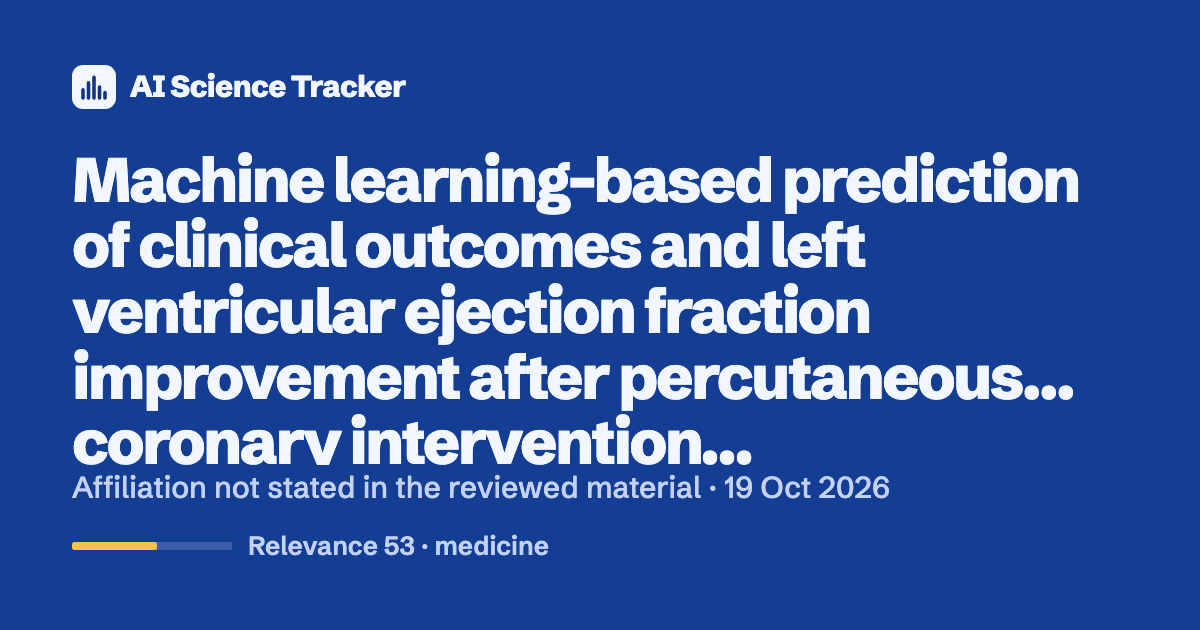 AI Science Tracker
Machine learning-based prediction
of clinical outcomes and left
ventricular ejection fraction
improvement after percutaneous...
coronary intervention...
Affiliation not stated in the reviewed material · 19 Oct 2026
Relevance 53 · medicine